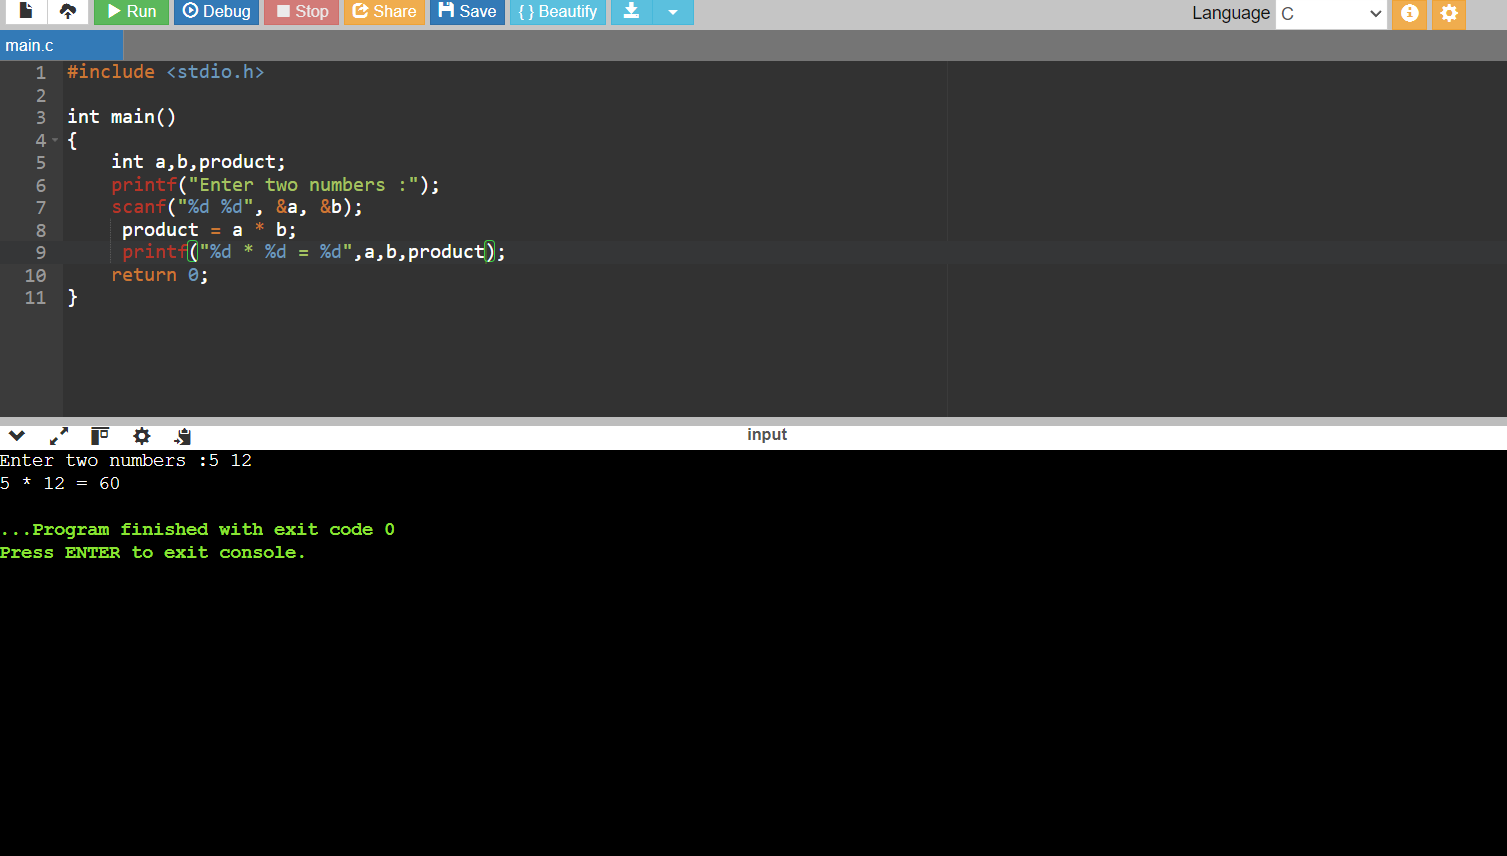 Run Debug Stop Share Save { } Beautify Language C
main.c
1 #include <stdio.h>
2
3 int main()
4 {
5     int a,b,product;
6     printf("Enter two numbers :");
7     scanf("%d %d", &a, &b);
8      product = a * b;
9      printf("%d * %d = %d",a,b,product);
10     return 0;
11 }
input
Enter two numbers :5 12
5 * 12 = 60
...Program finished with exit code 0
Press ENTER to exit console.